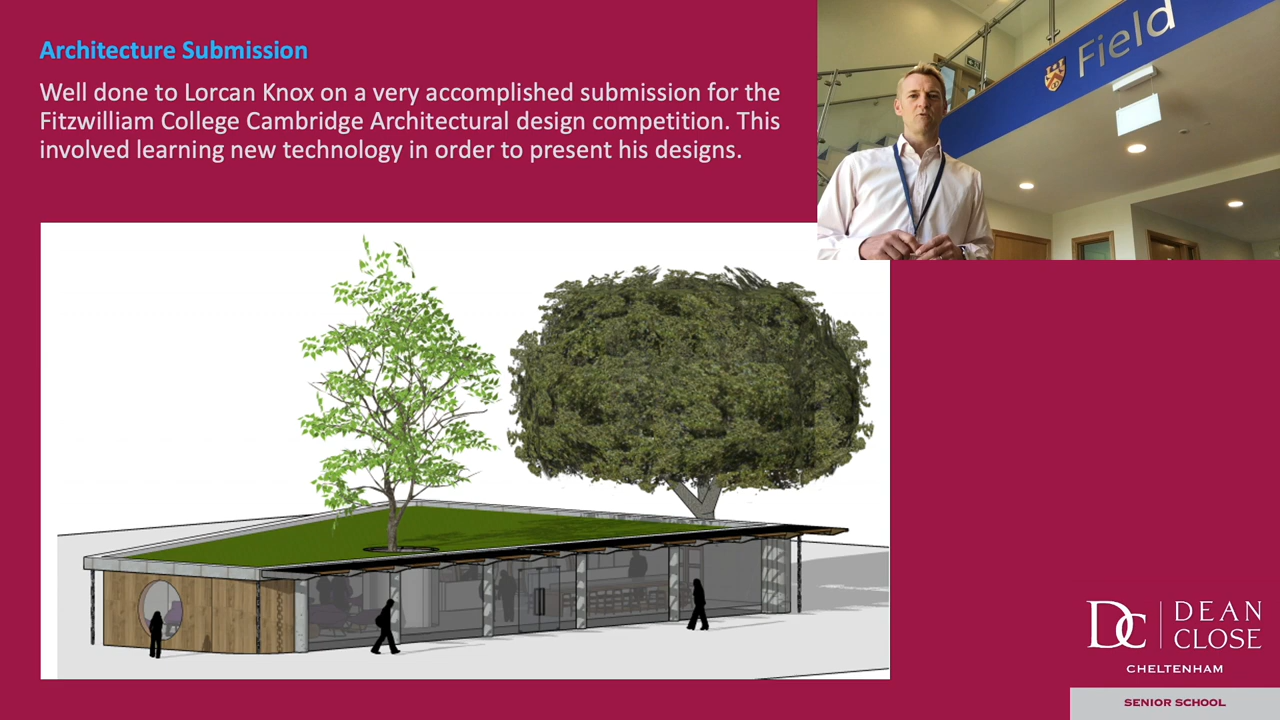 Architecture Submission
Well done to Lorcan Knox on a very accomplished submission for the
Fitzwilliam College Cambridge Architectural design competition. This
involved learning new technology in order to present his designs.
Field
DC DEAN
CLOSE
CHELTENHAM
SENIOR SCHOOL